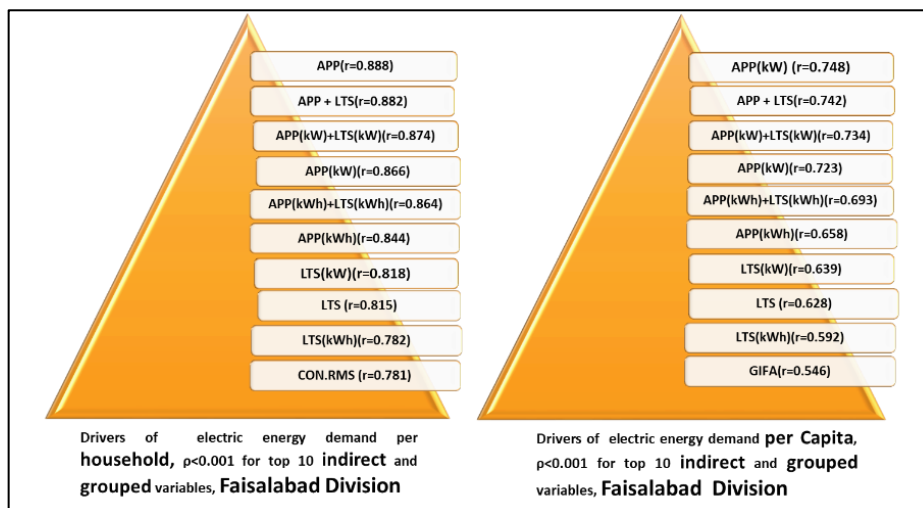 APP(r=0.888)
APP + LTS(r=0.882)
APP(kW)+LTS(kW)(r=0.874)
APP(kW)(r=0.866)
APP(kWh)+LTS(kWh)(r=0.864)
APP(kWh)(r=0.844)
LTS(kW)(r=0.818)
LTS (r=0.815)
LTS(kWh)(r=0.782)
CON.RMS (r=0.781)
Drivers of electric energy demand per
household, ρ<0.001 for top 10 indirect and
grouped variables, Faisalabad Division
APP(kW) (r=0.748)
APP + LTS(r=0.742)
APP(kW)+LTS(kW)(r=0.734)
APP(kW)(r=0.723)
APP(kWh)+LTS(kWh)(r=0.693)
APP(kWh)(r=0.658)
LTS(kW)(r=0.639)
LTS (r=0.628)
LTS(kWh)(r=0.592)
GIFA(r=0.546)
Drivers of electric energy demand per Capita,
ρ<0.001 for top 10 indirect and grouped
variables, Faisalabad Division